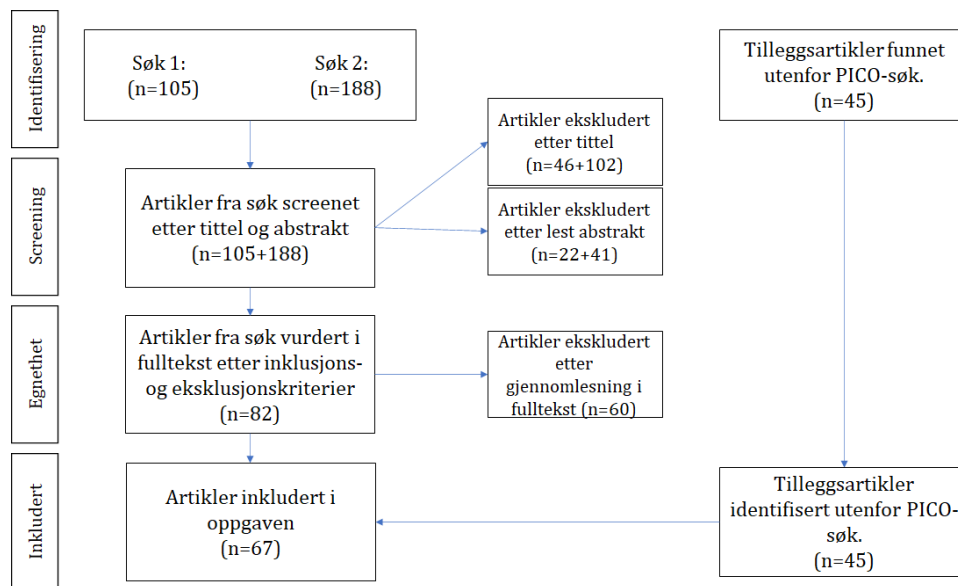 Identifisering
Søk 1:
(n=105)
Søk 2:
(n=188)
Tilleggsartikler funnet
utenfor PICO-søk.
(n=45)
Screening
Artikler fra søk screenet
etter tittel og abstrakt
(n=105+188)
Artikler ekskludert
etter tittel
(n=46+102)
Artikler ekskludert
etter lest abstrakt
(n=22+41)
Egnethet
Artikler fra søk vurdert i
fulltekst etter inklusjons-
og eksklusjonskriterier
(n=82)
Artikler ekskludert
etter
gjennomlesning i
fulltekst (n=60)
Inkludert
Artikler inkludert i
oppgaven
(n=67)
Tilleggsartikler
identifisert utenfor PICO-
søk.
(n=45)